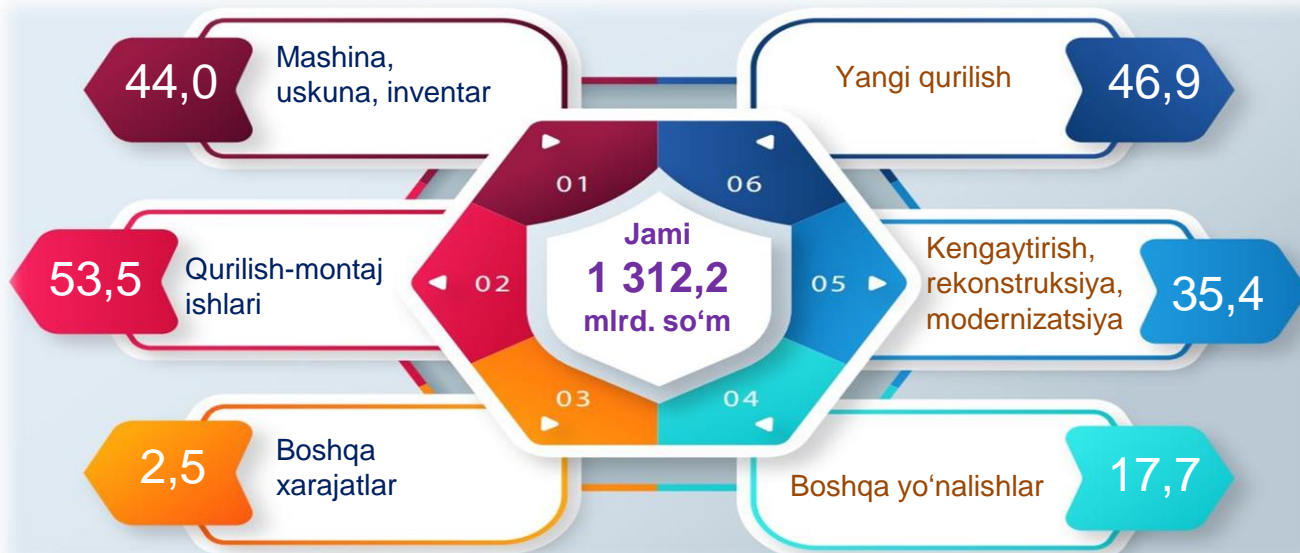 44,0
Mashina,
uskuna, inventar
Yangi qurilish
46,9
01
06
53,5
Qurilish-montaj
ishlari
02
Jami
1 312,2
mlrd. so‘m
05
Kengaytirish,
rekonstruksiya,
modernizatsiya
35,4
03
04
2,5
Boshqa
xarajatlar
Boshqa yo‘nalishlar
17,7